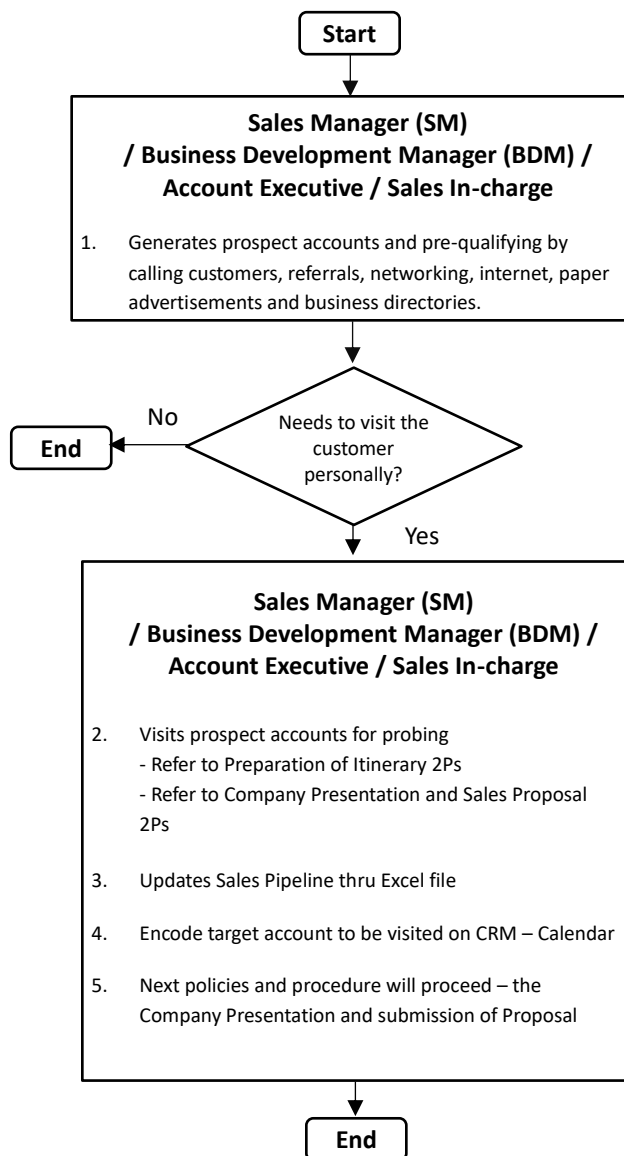 Start
Sales Manager (SM)
/ Business Development Manager (BDM) /
Account Executive / Sales In-charge
1. Generates prospect accounts and pre-qualifying by
calling customers, referrals, networking, internet, paper
advertisements and business directories.
No
End
Needs to visit the
customer
personally?
Yes
Sales Manager (SM)
/ Business Development Manager (BDM) /
Account Executive / Sales In-charge
2. Visits prospect accounts for probing
- Refer to Preparation of Itinerary 2Ps
- Refer to Company Presentation and Sales Proposal
2Ps
3. Updates Sales Pipeline thru Excel file
4. Encode target account to be visited on CRM – Calendar
5. Next policies and procedure will proceed – the
Company Presentation and submission of Proposal
End